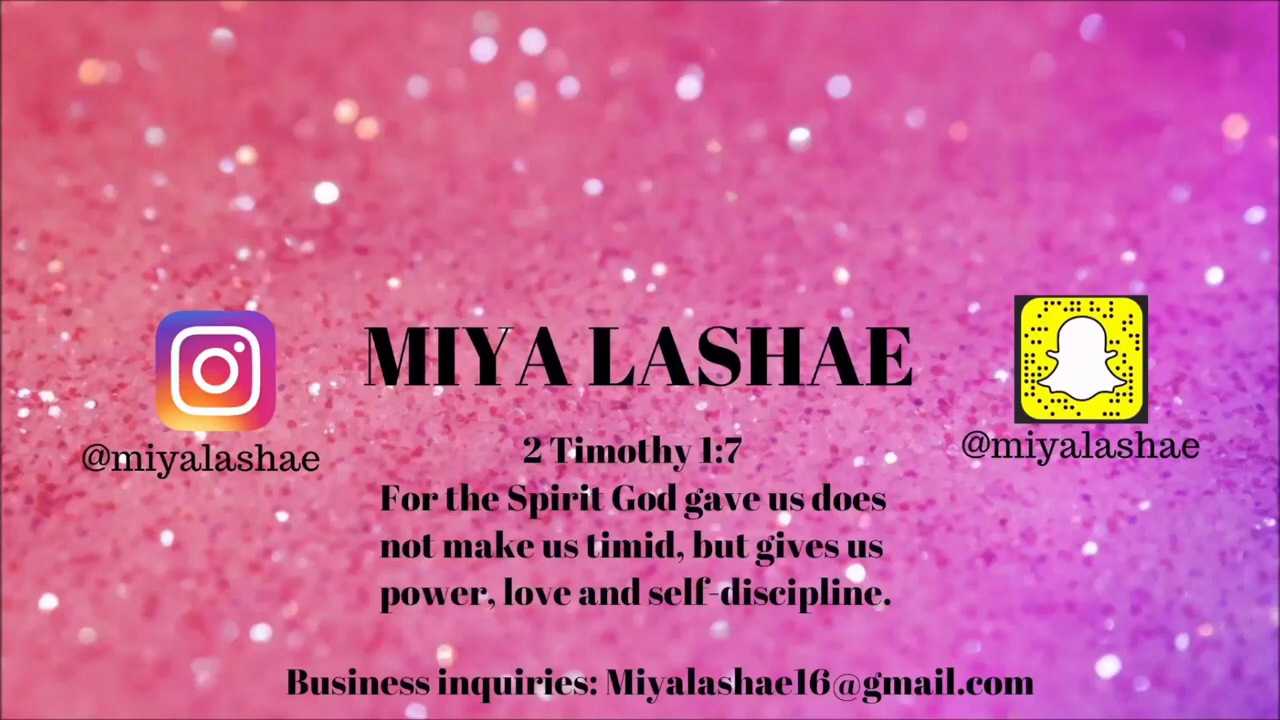 MIYA LASHAE
@miyalashae
@miyalashae
2 Timothy 1:7
For the Spirit God gave us does
not make us timid, but gives us
power, love and self-discipline.
Business inquiries: Miyalashae16@gmail.com